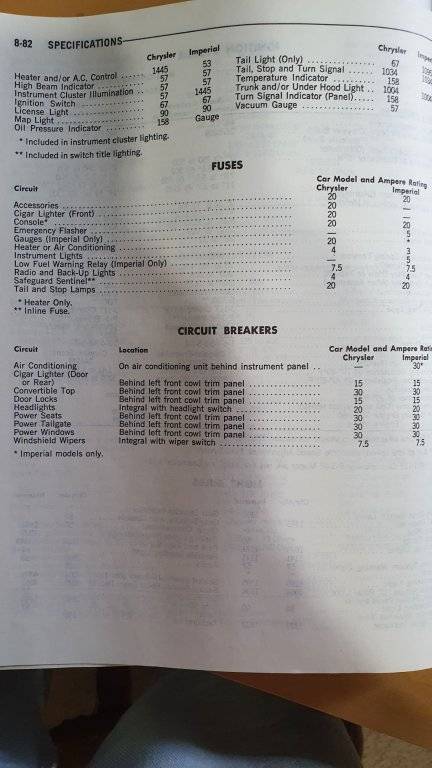 8-82 SPECIFICATIONS
Chrysler Imperial
Heater and/or A.C. Control ...... 1445 53
High Beam Indicator ............ 57 57
Instrument Cluster Illumination .. 57 57
Ignition Switch ................ 57 1445
License Light .................. 67 67
Map Light ...................... 90 90
Oil Pressure Indicator ......... 158 Gauge
* Included in instrument cluster lighting.
** Included in switch title lighting.
Chrysler
Tail Light (Only) .............. 67
Tail, Stop and Turn Signal ...... 1034
Temperature Indicator .......... 158
Trunk and/or Under Hood Light .. 1004
Turn Signal Indicator (Panel).... 158
Vacuum Gauge ................... 57
FUSES
Car Model and Ampere Rating
Circuit Chrysler Imperial
Accessories .................... 20 20
Cigar Lighter (Front) .......... 20 —
Console* ....................... 20 —
Emergency Flasher .............. 20 20
Gauges (Imperial Only) ......... — 5
Heater or Air Conditioning ..... 20 *
Instrument Lights .............. 4 3
Low Fuel Warning Relay (Imperial Only) ... — 5
Radio and Back-Up Lights ....... 7.5 7.5
Safeguard Sentinel** ........... 4 4
Tail and Stop Lamps ............ 20 20
* Heater Only.
** Inline Fuse.
CIRCUIT BREAKERS
Car Model and Ampere
Circuit Location Chrysler Imperial
Air Conditioning On air conditioning unit behind instrument panel .. — 30*
Cigar Lighter (Door
or Rear) Behind left front cowl trim panel ................ 15 15
Convertible Top Behind left front cowl trim panel ................ 30 30
Door Locks Behind left front cowl trim panel ................ 15 15
Headlights Integral with headlight switch ................ 20 20
Power Seats Behind left front cowl trim panel ................ 30 30
Power Tailgate Behind left front cowl trim panel ................ 30 30
Power Windows Behind left front cowl trim panel ................ 30 30
Windshield Wipers Integral with wiper switch ................ 7.5 7.5
* Imperial models only.